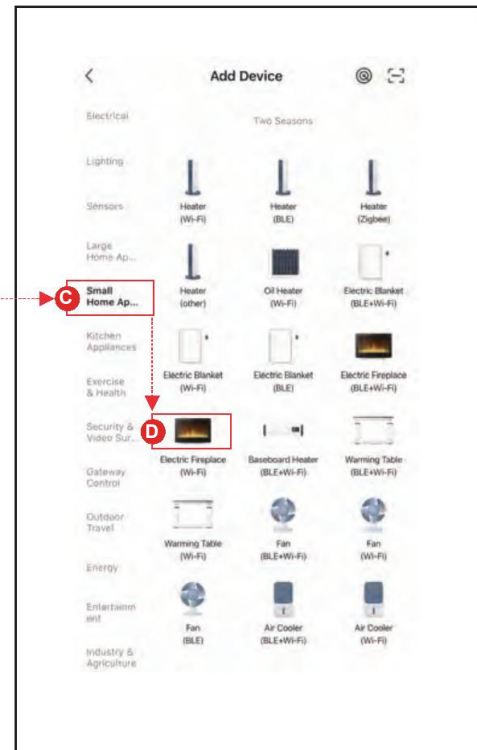 Add Device
Electrical
Lighting
Sensors
Large
Home Ap...
C
Small
Home Ap...
Kitchen
Appliances
Exercise
& Health
Security &
Video Sur...
Gateway
Control
Outdoor
Travel
Energy
Entertainm
ent
Industry &
Agriculture
Two Seasons
Heater
(Wi-Fi)
Heater
(BLE)
Heater
(Zigbee)
Heater
(other)
Oil Heater
(Wi-Fi)
Electric Blanket
(BLE+Wi-Fi)
Electric Blanket
(Wi-Fi)
Electric Blanket
(BLE)
Electric Fireplace
(BLE+Wi-Fi)
D
Electric Fireplace
(Wi-Fi)
Baseboard Heater
(BLE+Wi-Fi)
Warming Table
(BLE+Wi-Fi)
Warming Table
(Wi-Fi)
Fan
(BLE+Wi-Fi)
Fan
(Wi-Fi)
Fan
(BLE)
Air Cooler
(BLE+Wi-Fi)
Air Cooler
(Wi-Fi)